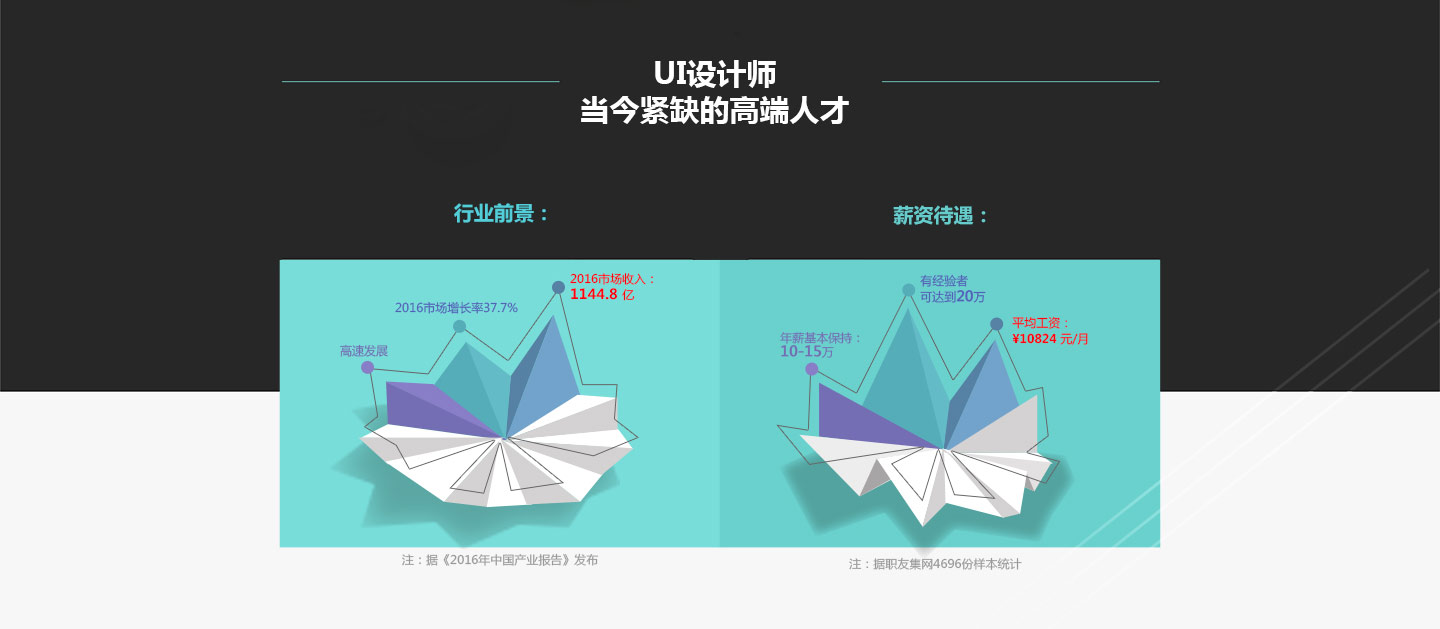 UI设计师
当今紧缺的高端人才
行业前景：
2016市场收入：
1144.8 亿
2016市场增长率37.7%
高速发展
注：据《2016年中国产业报告》发布
薪资待遇：
有经验者
可达到20万
平均工资：
¥10824 元/月
年薪基本保持：
10-15万
注：据职友集网4696份样本统计